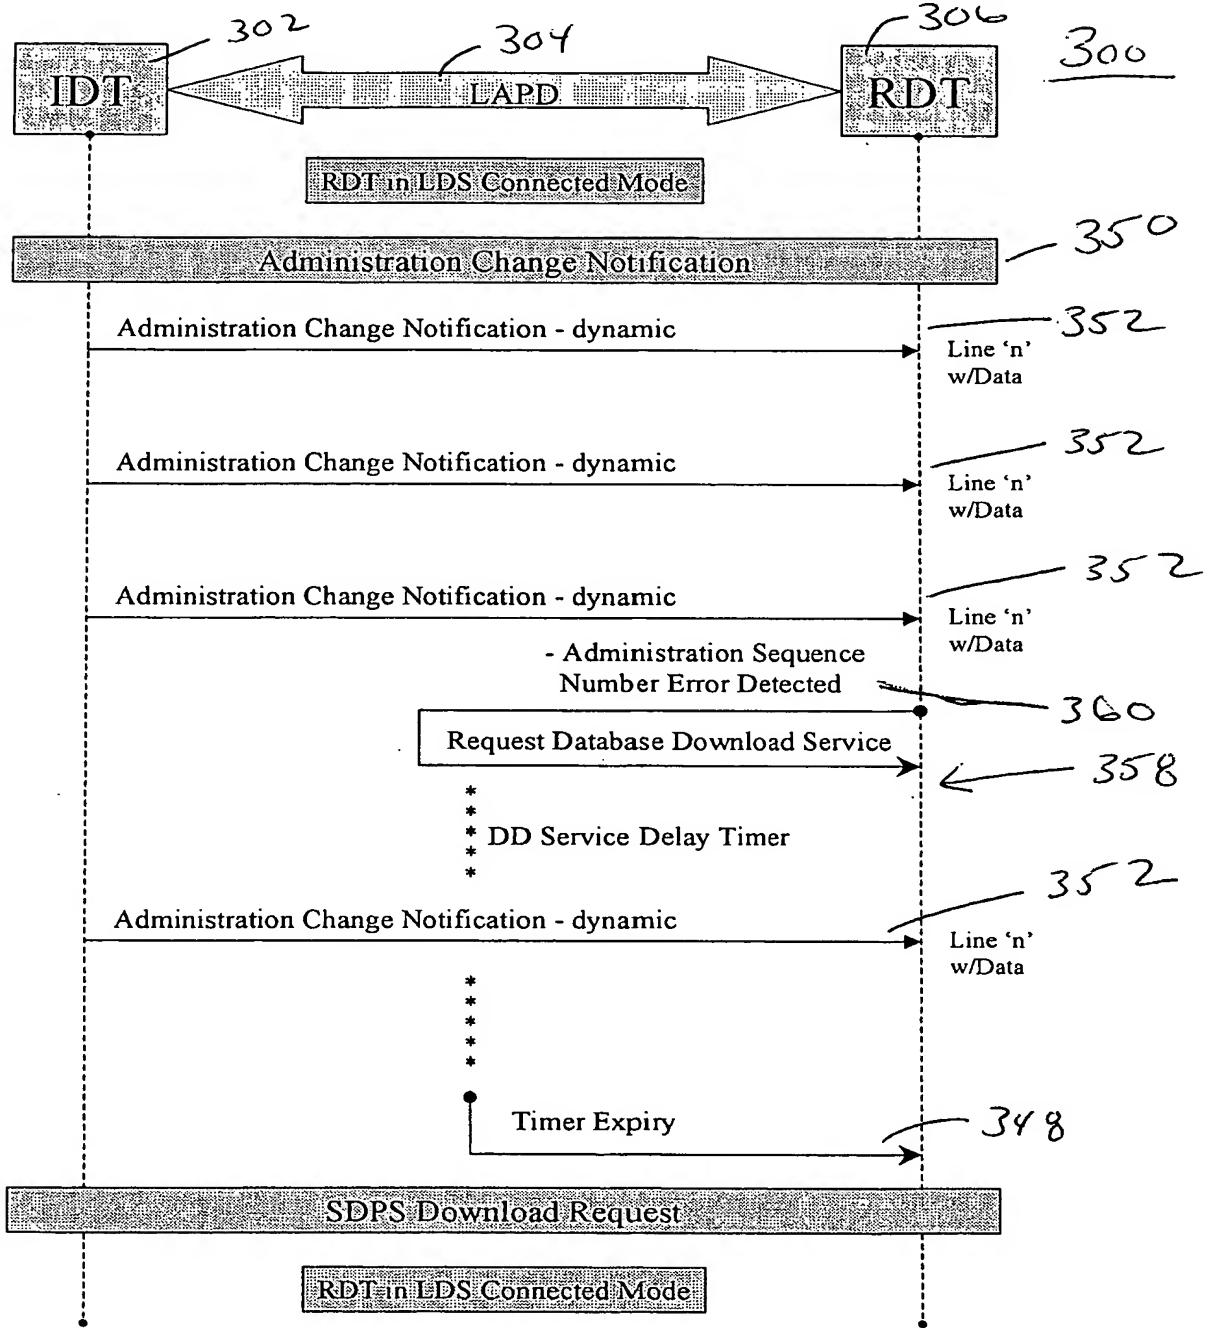 302
304
306
300
IDT
LAPD
RDT
RDT in LDS Connected Mode
350
Administration Change Notification
352
Administration Change Notification - dynamic
Line ‘n’
w/Data
352
Administration Change Notification - dynamic
Line ‘n’
w/Data
352
Administration Change Notification - dynamic
Line ‘n’
w/Data
- Administration Sequence
Number Error Detected
360
Request Database Download Service
358
DD Service Delay Timer
352
Administration Change Notification - dynamic
Line ‘n’
w/Data
Timer Expiry
348
SDPS Download Request
RDT in LDS Connected Mode